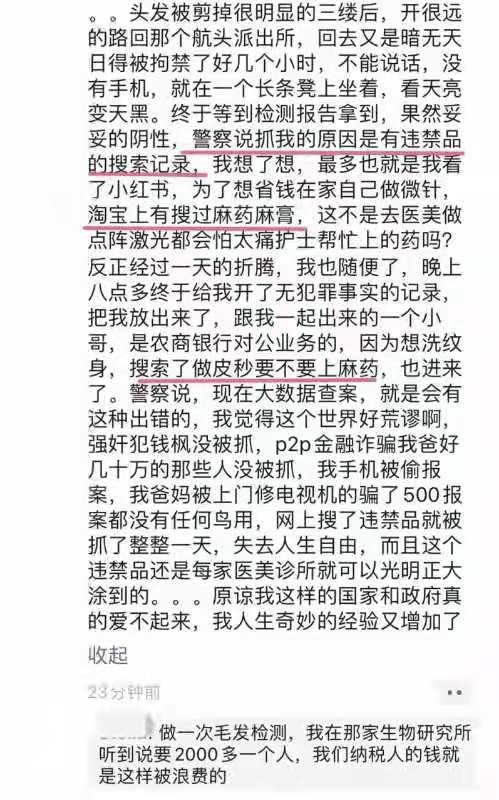 。。头发被剪掉很明显的三缕后，开很远
的路回那个航头派出所，回去又是暗无天
日得被拘禁了好几个小时，不能说话，没
有手机，就在一个长条凳上坐着，看天亮
变天黑。终于等到检测报告拿到，果然妥
妥的阴性，警察说抓我的原因是有违禁品
的搜索记录，我想了想，最多也就是我看
了小红书，为了想省钱在家自己做微针，
淘宝上有搜过麻药麻膏，这不是去医美做
点阵激光都会怕太痛护士帮忙上的药吗？
反正经过一天的折腾，我也随便了，晚上
八点多终于给我开了无犯罪事实的记录，
把我放出来了，跟我一起出来的一个小
哥，是农商银行对公业务的，因为想洗纹
身，搜索了做皮秒要不要上麻药，也进来
了。警察说，现在大数据查案，就是会有
这种出错的，我觉得这个世界好荒谬啊，
强奸犯钱枫没被抓，p2p金融诈骗我爸好
几十万的那些人没被抓，我手机被偷报
案，我爸妈被上门修电视机的骗了500报
案都没有任何鸟用，网上搜了违禁品就被
抓了整整一天，失去人生自由，而且这个
违禁品还是每家医美诊所就可以光明正大
涂到的。。。原谅我这样的国家和政府真
的爱不起来，我人生奇妙的经验又增加了
收起
23分钟前
做一次毛发检测，我在那家生物研究所
听到说要2000多一个人，我们纳税人的钱就
是这样被浪费的